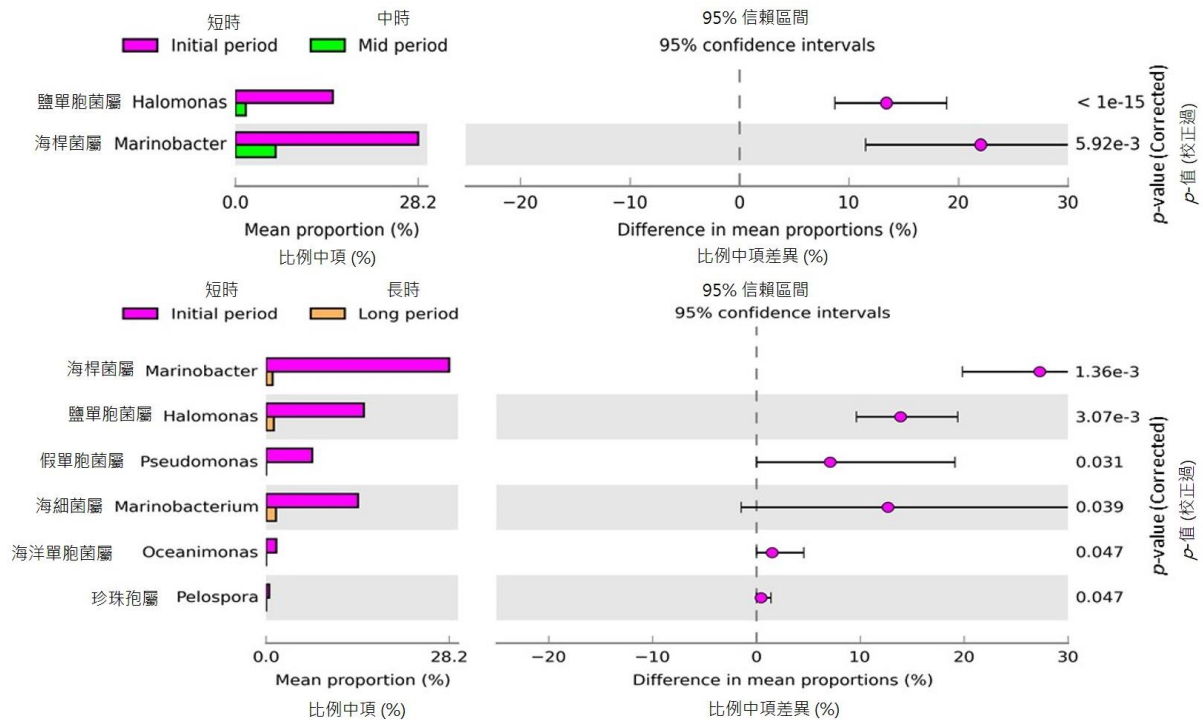 短時 中時 95% 信賴區間
Initial period Mid period 95% confidence intervals
鹽單胞菌屬 Halomonas < 1e-15
海桿菌屬 Marinobacter 5.92e-3
p-value (Corrected)
p-值 (校正過)
0.0 28.2 −20 −10 0 10 20 30
Mean proportion (%) Difference in mean proportions (%)
比例中項 (%) 比例中項差異 (%)
短時 長時 95% 信賴區間
Initial period Long period 95% confidence intervals
海桿菌屬 Marinobacter 1.36e-3
鹽單胞菌屬 Halomonas 3.07e-3
假單胞菌屬 Pseudomonas 0.031
海細菌屬 Marinobacterium 0.039
海洋單胞菌屬 Oceanimonas 0.047
珍珠孢屬 Pelospora 0.047
p-value (Corrected)
p-值 (校正過)
0.0 28.2 −20 −10 0 10 20 30
Mean proportion (%) Difference in mean proportions (%)
比例中項 (%) 比例中項差異 (%)